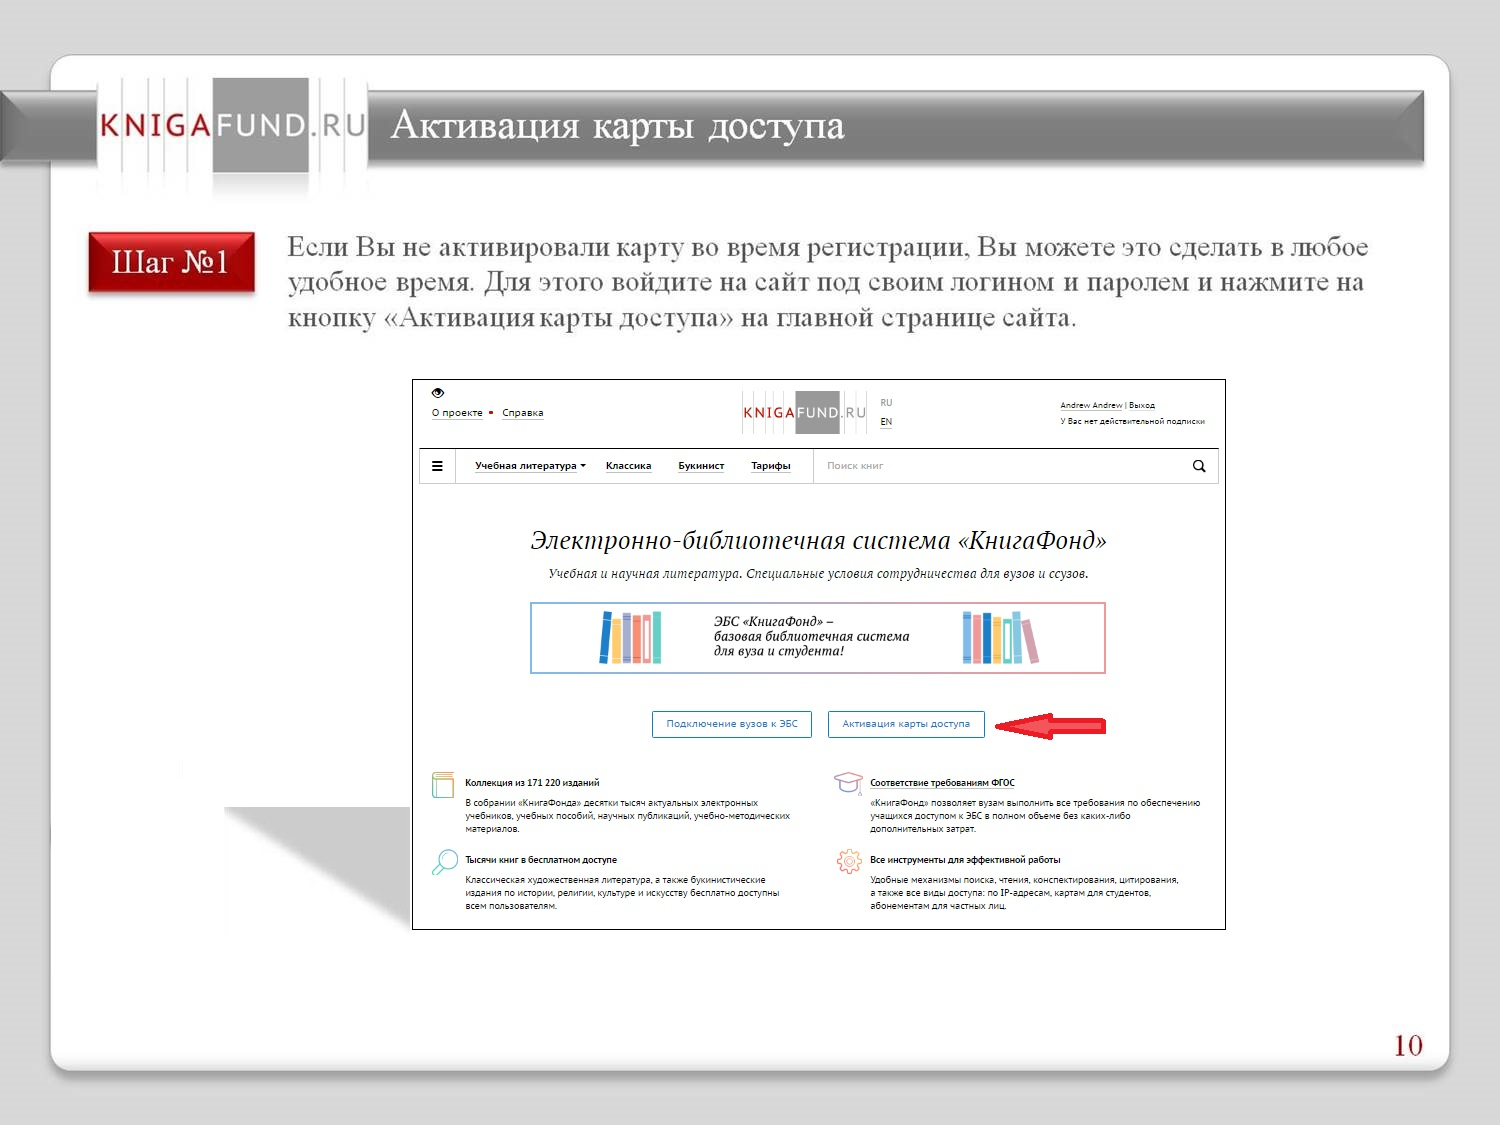 KNIGAFUND.RU Активация карты доступа
Шаг №1
Если Вы не активировали карту во время регистрации, Вы можете это сделать в любое
удобное время. Для этого войдите на сайт под своим логином и паролем и нажмите на
кнопку «Активация карты доступа» на главной странице сайта.
О проекте Справка
KNIGAFUND.RU
RU
EN
Andrew Andrew | Выход
У Вас нет действительной подписки
Учебная литература Классика Букинист Тарифы Поиск книг
Электронно-библиотечная система «КнигаФонд»
Учебная и научная литература. Специальные условия сотрудничества для вузов и ссузов.
ЭБС «КнигаФонд» –
базовая библиотечная система
для вуза и студента!
Подключение вузов к ЭБС Активация карты доступа
Коллекция из 171 220 изданий
В собрании «КнигаФонда» десятки тысяч актуальных электронных
учебников, учебных пособий, научных публикаций, учебно-методических
материалов.
Соответствие требованиям ФГОС
«КнигаФонд» позволяет вузам выполнить все требования по обеспечению
учащихся доступом к ЭБС в полном объеме без каких-либо
дополнительных затрат.
Тысячи книг в бесплатном доступе
Классическая художественная литература, а также букинистические
издания по истории, религии, культуре и искусству бесплатно доступны
всем пользователям.
Все инструменты для эффективной работы
Удобные механизмы поиска, чтения, конспектирования, цитирования,
а также все виды доступа: по IP-адресам, картам для студентов,
абонементам для частных лиц.
10